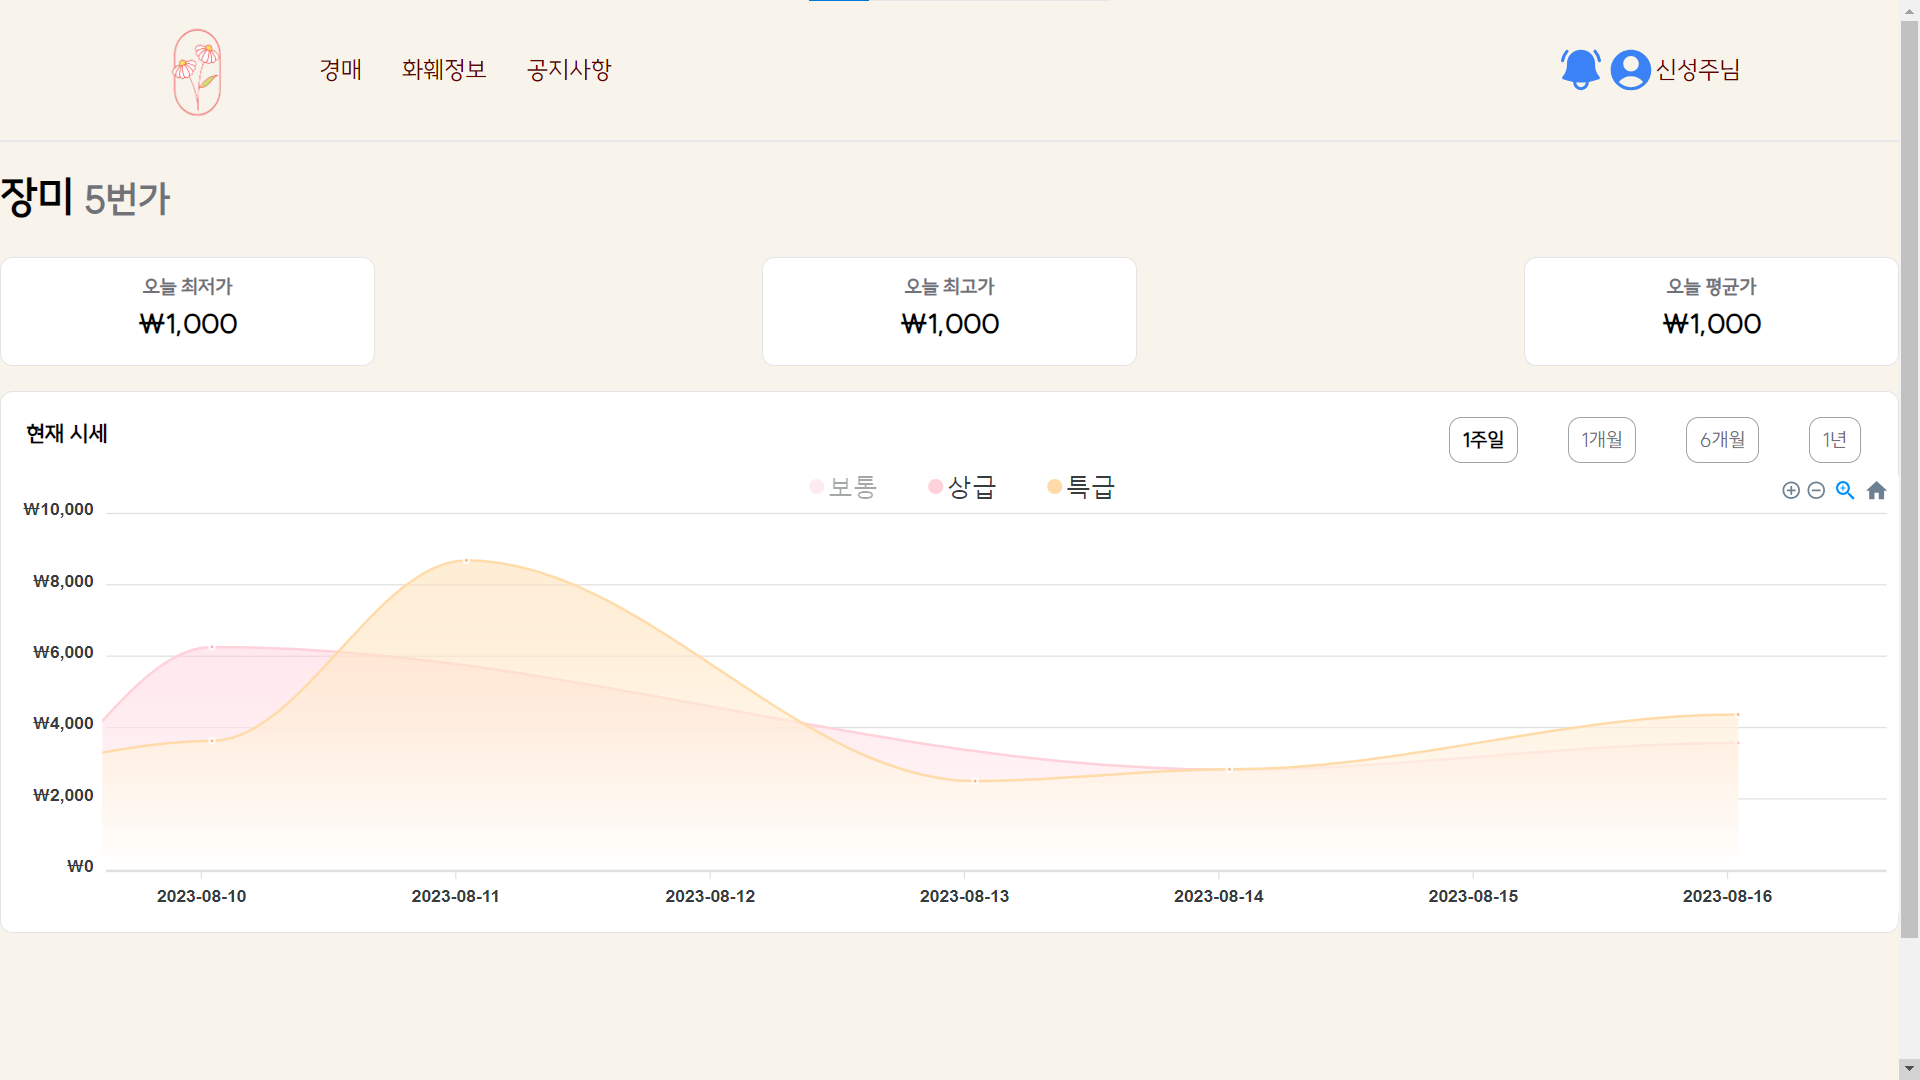 경매 화훼정보 공지사항 신성주님
장미 5번가
오늘 최저가
₩1,000
오늘 최고가
₩1,000
오늘 평균가
₩1,000
현재 시세
1주일 1개월 6개월 1년
보통 상급 특급
₩10,000
₩8,000
₩6,000
₩4,000
₩2,000
₩0
2023-08-10 2023-08-11 2023-08-12 2023-08-13 2023-08-14 2023-08-15 2023-08-16